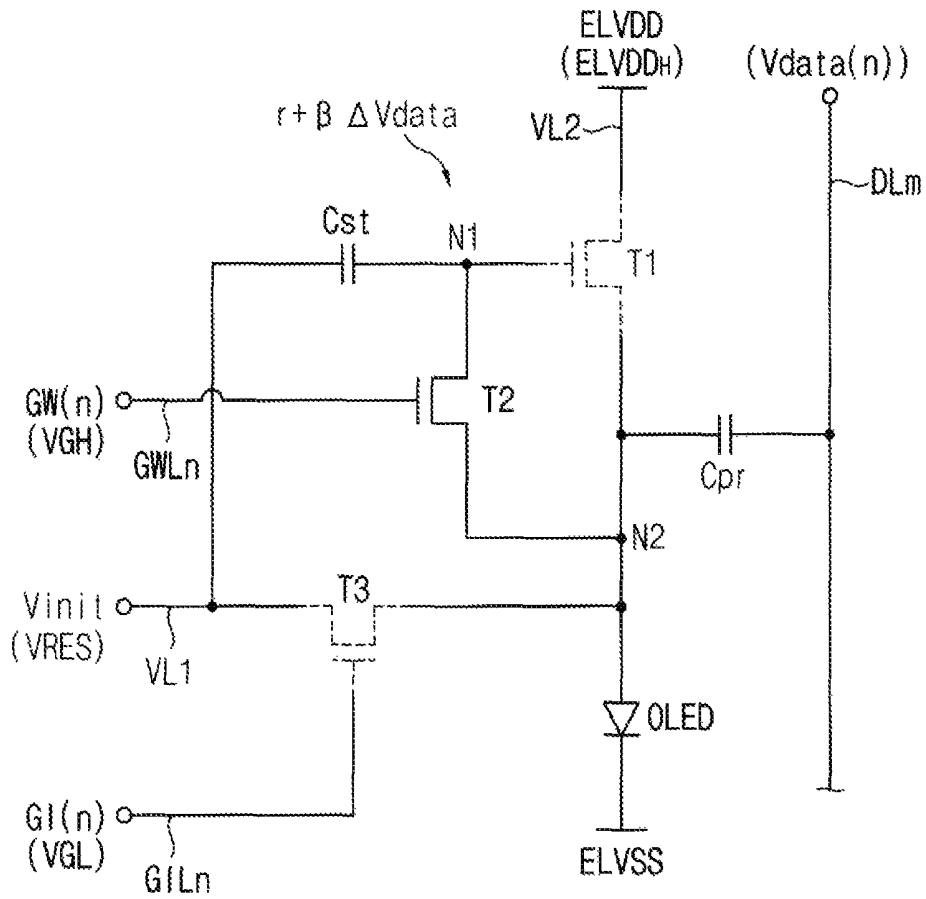 ELVDD
(ELVDDH)
(Vdata(n))
r+β ΔVdata
VL2
DLm
Cst
N1
T1
GW(n)
(VGH)
T2
GWLn
Cpr
N2
T3
Vinit
(VRES)
VL1
OLED
GI(n)
(VGL)
GILn
ELVSS